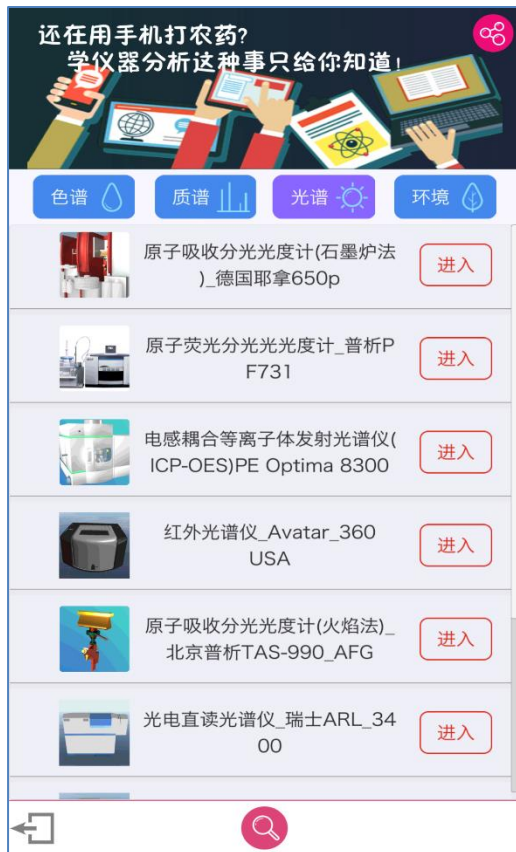 还在用手机打农药?
学仪器分析这种事只给你知道!
色谱
质谱
光谱
环境
原子吸收分光光度计(石墨炉法
)_德国耶拿650p
进入
原子荧光分光光光度计_普析P
F731
进入
电感耦合等离子体发射光谱仪(
ICP-OES)PE Optima 8300
进入
红外光谱仪_Avatar_360
USA
进入
原子吸收分光光度计(火焰法)_
北京普析TAS-990_AFG
进入
光电直读光谱仪_瑞士ARL_34
00
进入